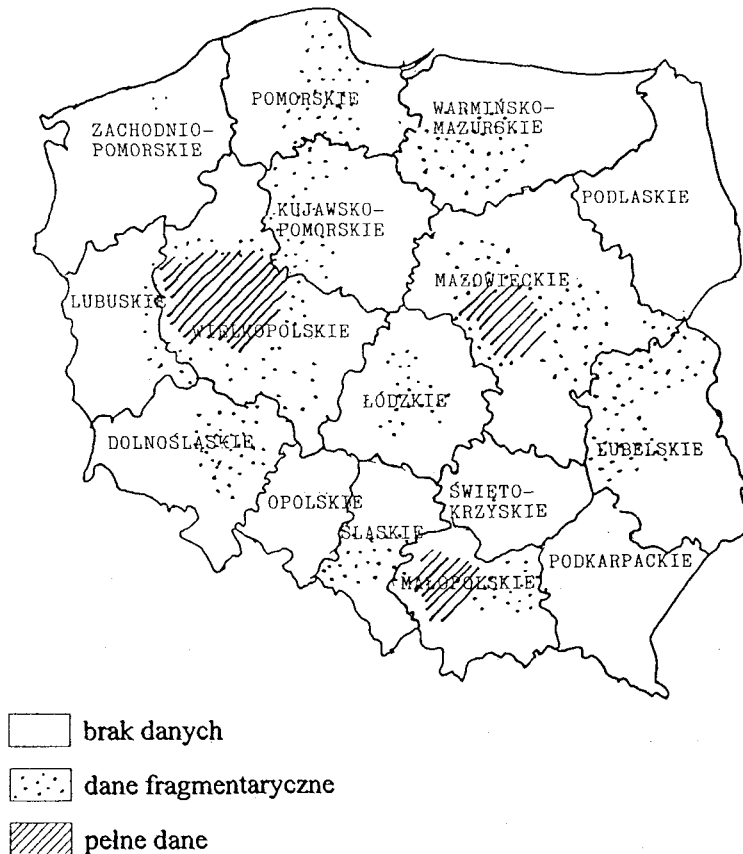 POMORSKIE
ZACHODNIO-
POMORSKIE
WARMIŃSKO-
MAZURSKIE
PODLASKIE
KUJAWSKO-
POMORSKIE
MAZOWIECKIE
LUBUSKIE
WIELKOPOLSKIE
ŁÓDZKIE
DOLNOŚLĄSKIE
LUBELSKIE
OPOLSKIE
ŚWIĘTO-
KRZYSKIE
ŚLĄSKIE
MAŁOPOLSKIE
PODKARPACKIE
brak danych
dane fragmentaryczne
pełne dane